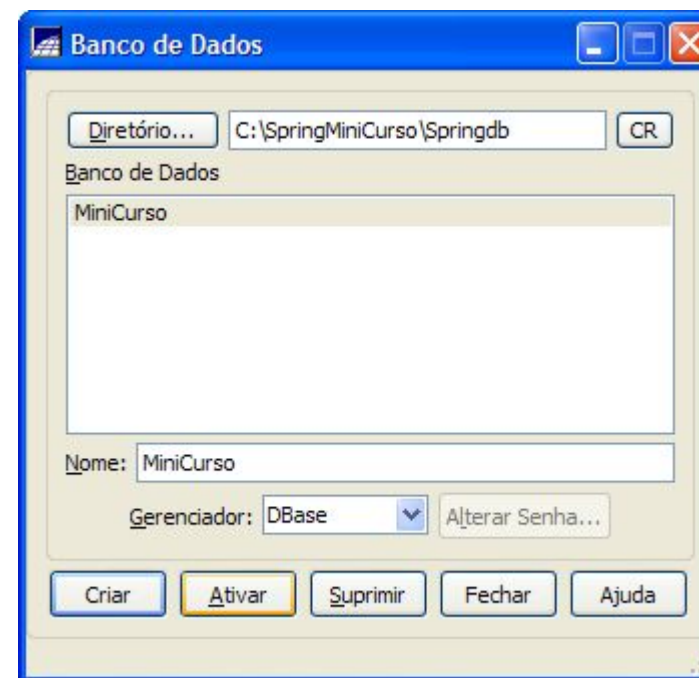 Banco de Dados
Diretório... C:\SpringMiniCurso\Springdb CR
Banco de Dados
MiniCurso
Nome: MiniCurso
Gerenciador: DBase Alterar Senha...
Criar Ativar Suprimir Fechar Ajuda